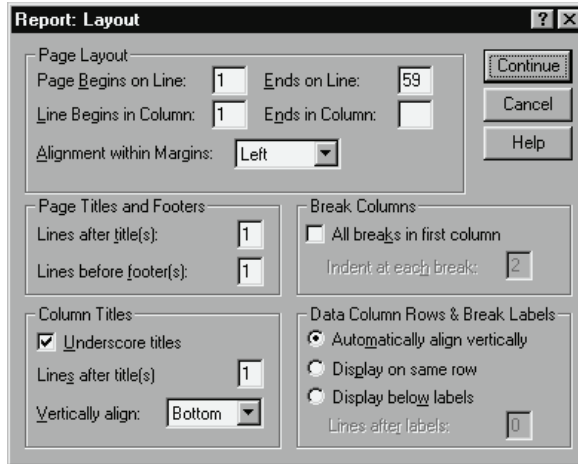 Report: Layout
Page Layout
Page Begins on Line: 1 Ends on Line: 59
Line Begins in Column: 1 Ends in Column:
Alignment within Margins: Left
Continue
Cancel
Help
Page Titles and Footers
Lines after title(s): 1
Lines before footer(s): 1
Break Columns
All breaks in first column
Indent at each break: 2
Column Titles
Underscore titles
Lines after title(s) 1
Vertically align: Bottom
Data Column Rows & Break Labels
Automatically align vertically
Display on same row
Display below labels
Lines after labels: 0